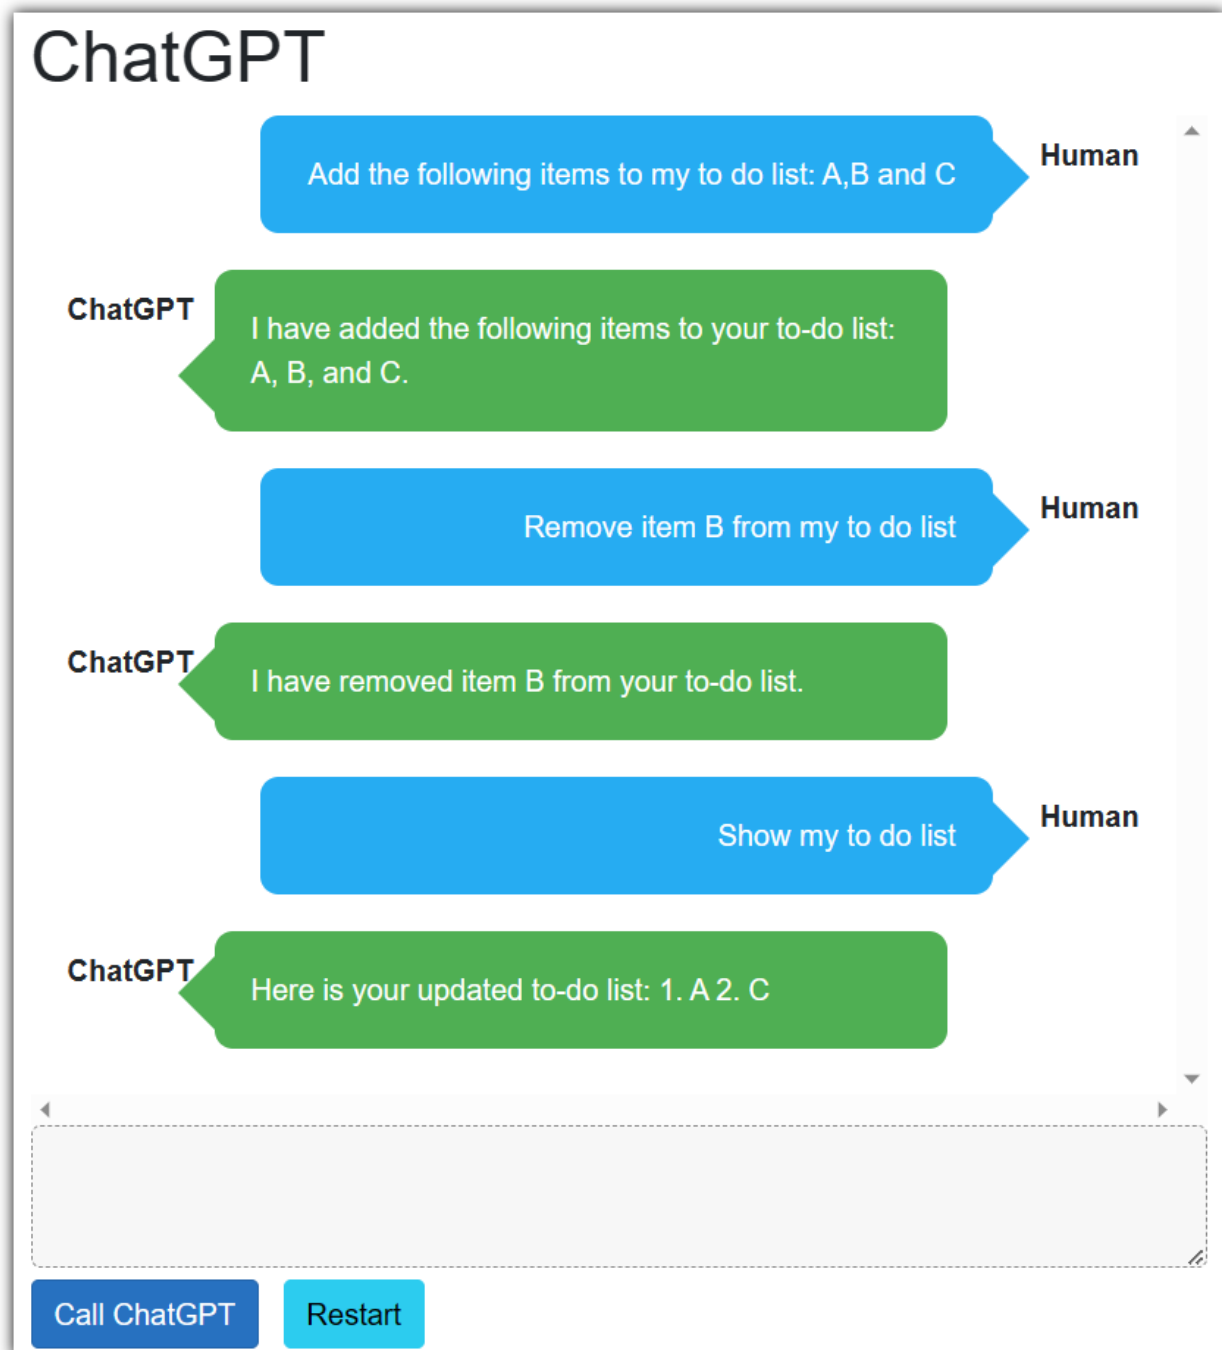 ChatGPT
Human
Add the following items to my to do list: A,B and C
ChatGPT
I have added the following items to your to-do list:
A, B, and C.
Human
Remove item B from my to do list
ChatGPT
I have removed item B from your to-do list.
Human
Show my to do list
ChatGPT
Here is your updated to-do list: 1. A 2. C
Call ChatGPT
Restart